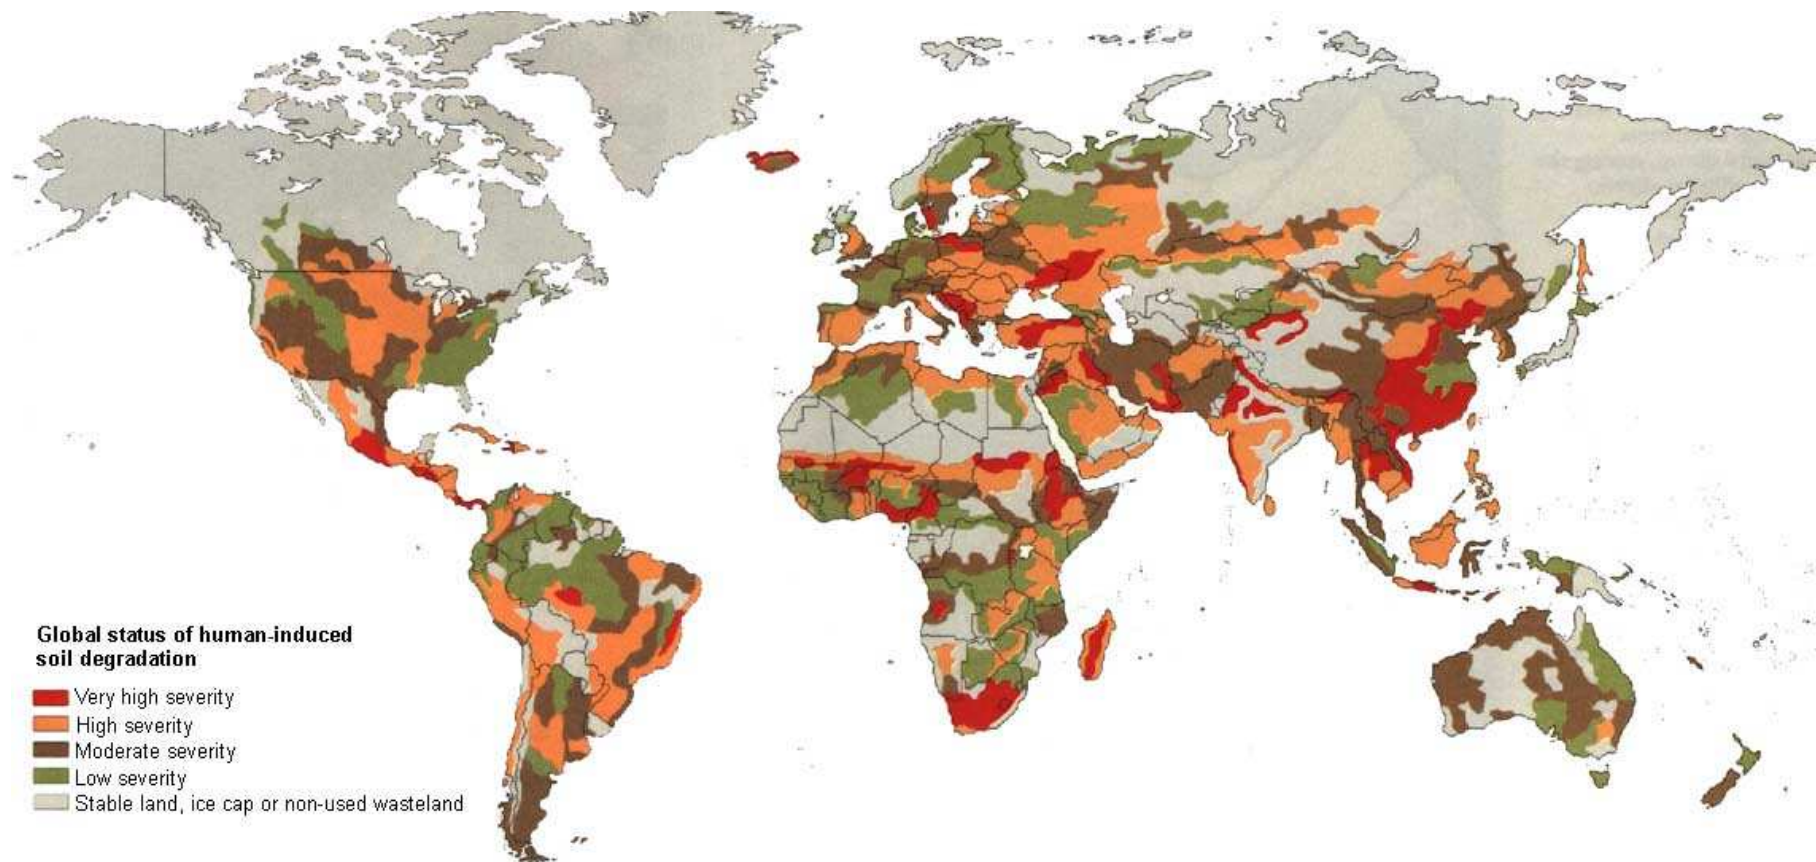 Global status of human-induced
soil degradation
Very high severity
High severity
Moderate severity
Low severity
Stable land, ice cap or non-used wasteland